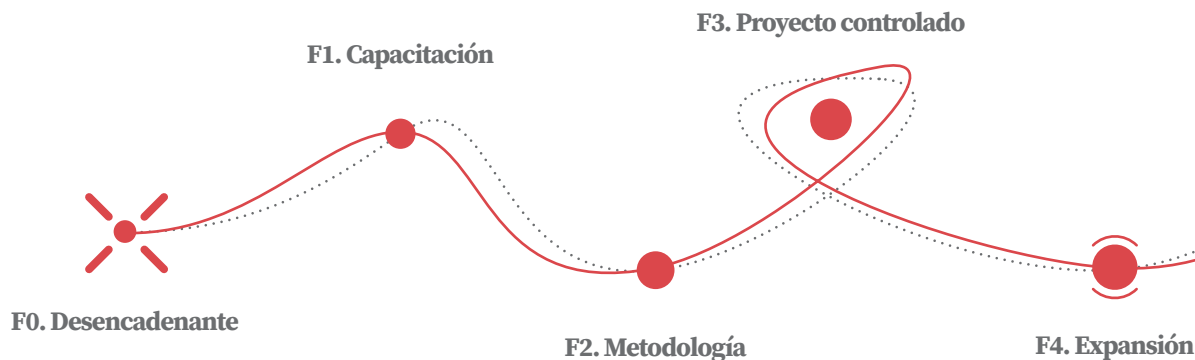 F0. Desencadenante
F1. Capacitación
F2. Metodología
F3. Proyecto controlado
F4. Expansión